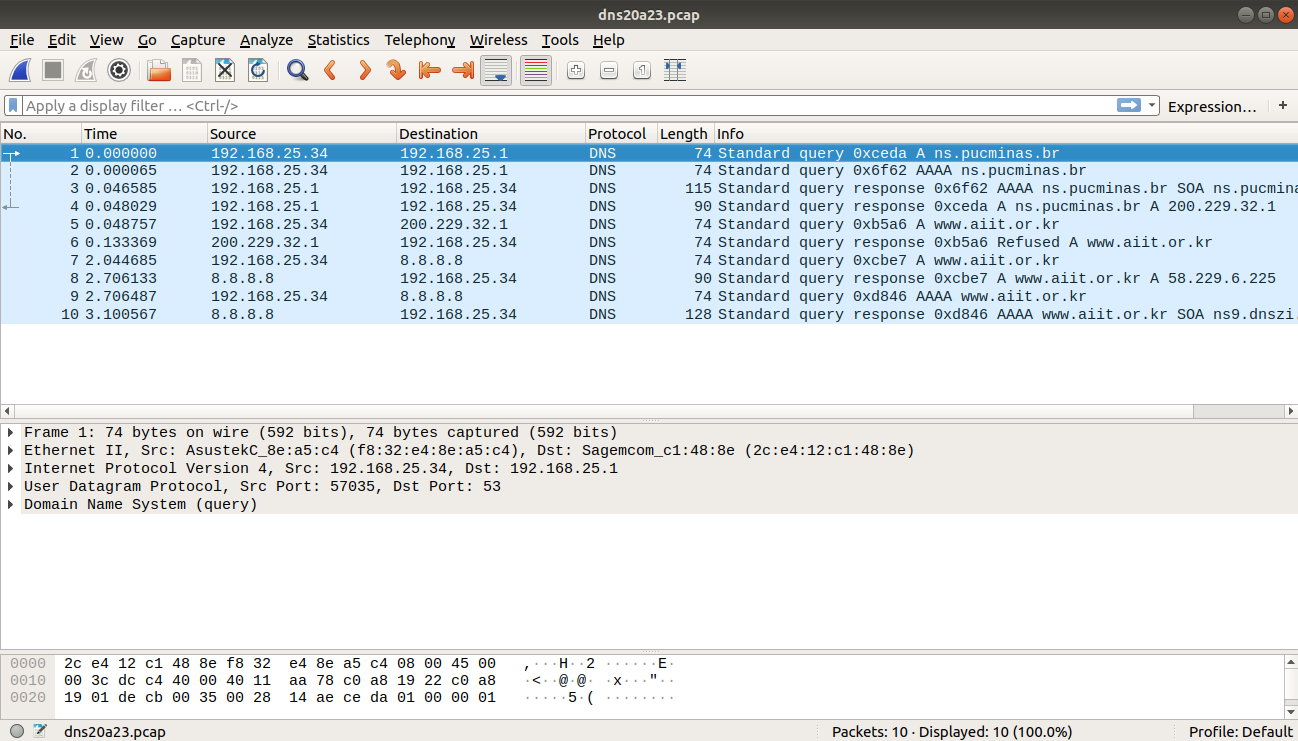 dns20a23.pcap
File Edit View Go Capture Analyze Statistics Telephony Wireless Tools Help
Apply a display filter … <Ctrl-/> Expression… +
No. Time Source Destination Protocol Length Info
1 0.000000 192.168.25.34 192.168.25.1 DNS 74 Standard query 0xceda A ns.pucminas.br
2 0.000065 192.168.25.34 192.168.25.1 DNS 74 Standard query 0x6f62 AAAA ns.pucminas.br
3 0.046585 192.168.25.1 192.168.25.34 DNS 115 Standard query response 0x6f62 AAAA ns.pucminas.br SOA ns.pucmina
4 0.048029 192.168.25.1 192.168.25.34 DNS 90 Standard query response 0xceda A ns.pucminas.br A 200.229.32.1
5 0.048757 192.168.25.34 200.229.32.1 DNS 74 Standard query 0xb5a6 A www.aiit.or.kr
6 0.133369 200.229.32.1 192.168.25.34 DNS 74 Standard query response 0xb5a6 Refused A www.aiit.or.kr
7 2.044685 192.168.25.34 8.8.8.8 DNS 74 Standard query 0xcbe7 A www.aiit.or.kr
8 2.706133 8.8.8.8 192.168.25.34 DNS 90 Standard query response 0xcbe7 A www.aiit.or.kr A 58.229.6.225
9 2.706487 192.168.25.34 8.8.8.8 DNS 74 Standard query 0xd846 AAAA www.aiit.or.kr
10 3.100567 8.8.8.8 192.168.25.34 DNS 128 Standard query response 0xd846 AAAA www.aiit.or.kr SOA ns9.dnszi.
Frame 1: 74 bytes on wire (592 bits), 74 bytes captured (592 bits)
Ethernet II, Src: AsustekC_8e:a5:c4 (f8:32:e4:8e:a5:c4), Dst: Sagemcom_c1:48:8e (2c:e4:12:c1:48:8e)
Internet Protocol Version 4, Src: 192.168.25.34, Dst: 192.168.25.1
User Datagram Protocol, Src Port: 57035, Dst Port: 53
Domain Name System (query)
0000 2c e4 12 c1 48 8e f8 32 e4 8e a5 c4 08 00 45 00 ,···H··2 ······E·
0010 00 3c dc c4 40 00 40 11 aa 78 c0 a8 19 22 c0 a8 ·<··@·@· ·x···"··
0020 19 01 de cb 00 35 00 28 14 ae ce da 01 00 00 01 ·····5·( ········
dns20a23.pcap Packets: 10 · Displayed: 10 (100.0%) Profile: Default